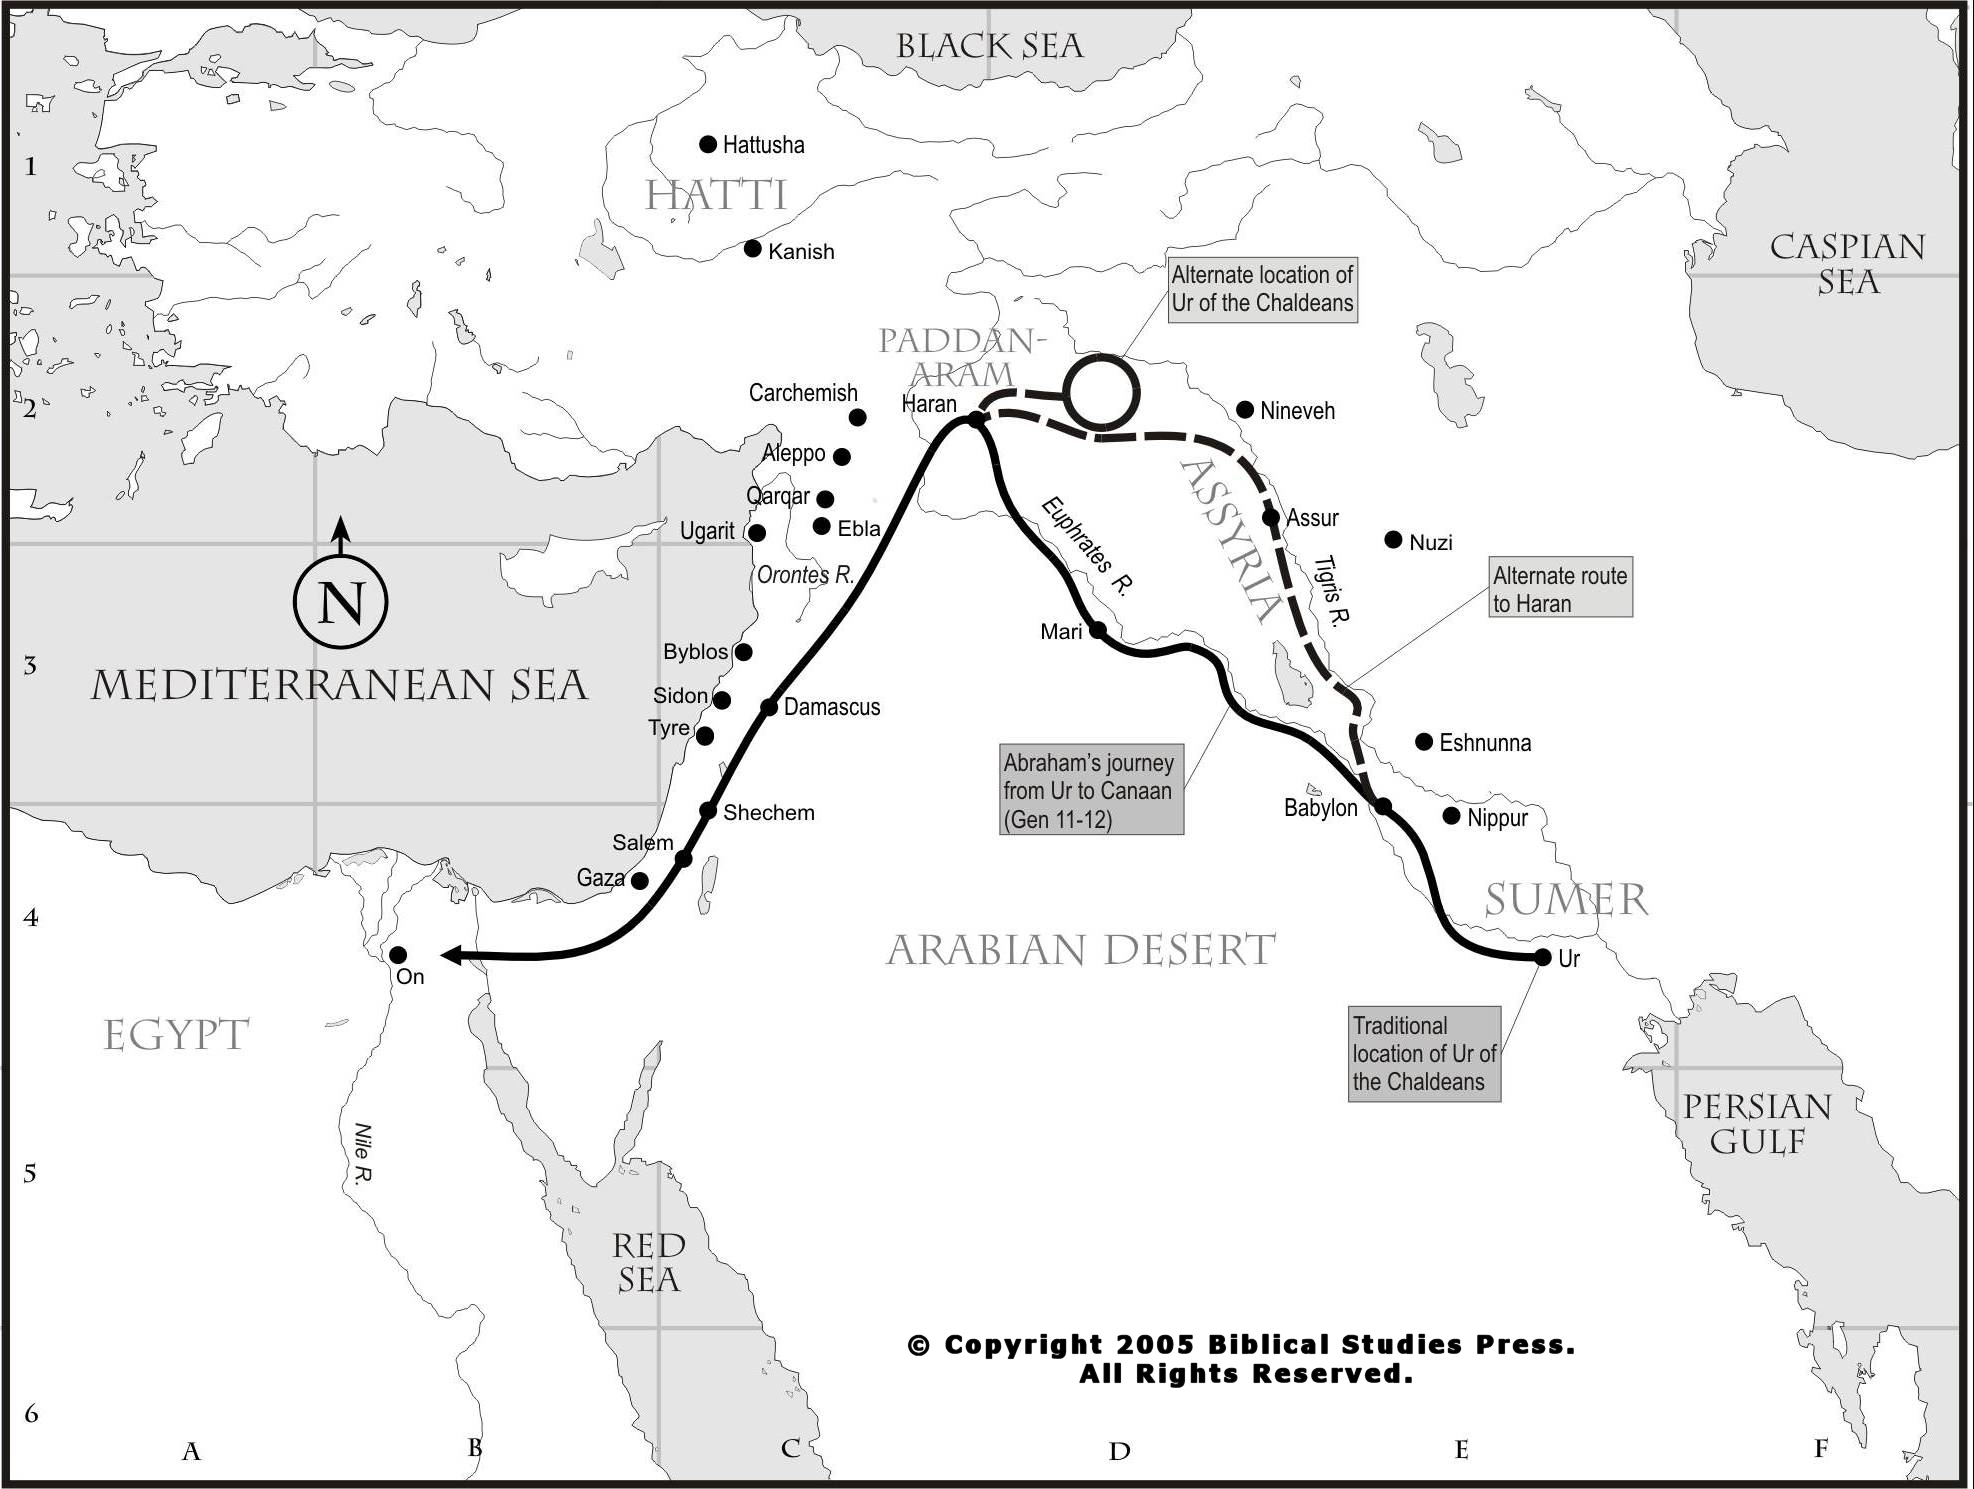 BLACK SEA
Hattusha
1
HATTI
Kanish
CASPIAN
SEA
Alternate location of
Ur of the Chaldeans
PADDAN-
ARAM
Carchemish
Haran
2
Nineveh
Aleppo
ASSYRIA
Qarqar
Euphrates R.
Ugarit
Ebla
Assur
Nuzi
Orontes R.
Tigris R.
Alternate route
to Haran
N
Mari
Byblos
3
MEDITERRANEAN SEA
Sidon
Damascus
Tyre
Eshnunna
Abraham's journey
from Ur to Canaan
(Gen 11-12)
Babylon
Shechem
Nippur
Salem
Gaza
SUMER
4
ARABIAN DESERT
Ur
On
EGYPT
Traditional
location of Ur of
the Chaldeans
PERSIAN
GULF
Nile R.
5
RED
SEA
© Copyright 2005 Biblical Studies Press.
All Rights Reserved.
6
A B C D E F